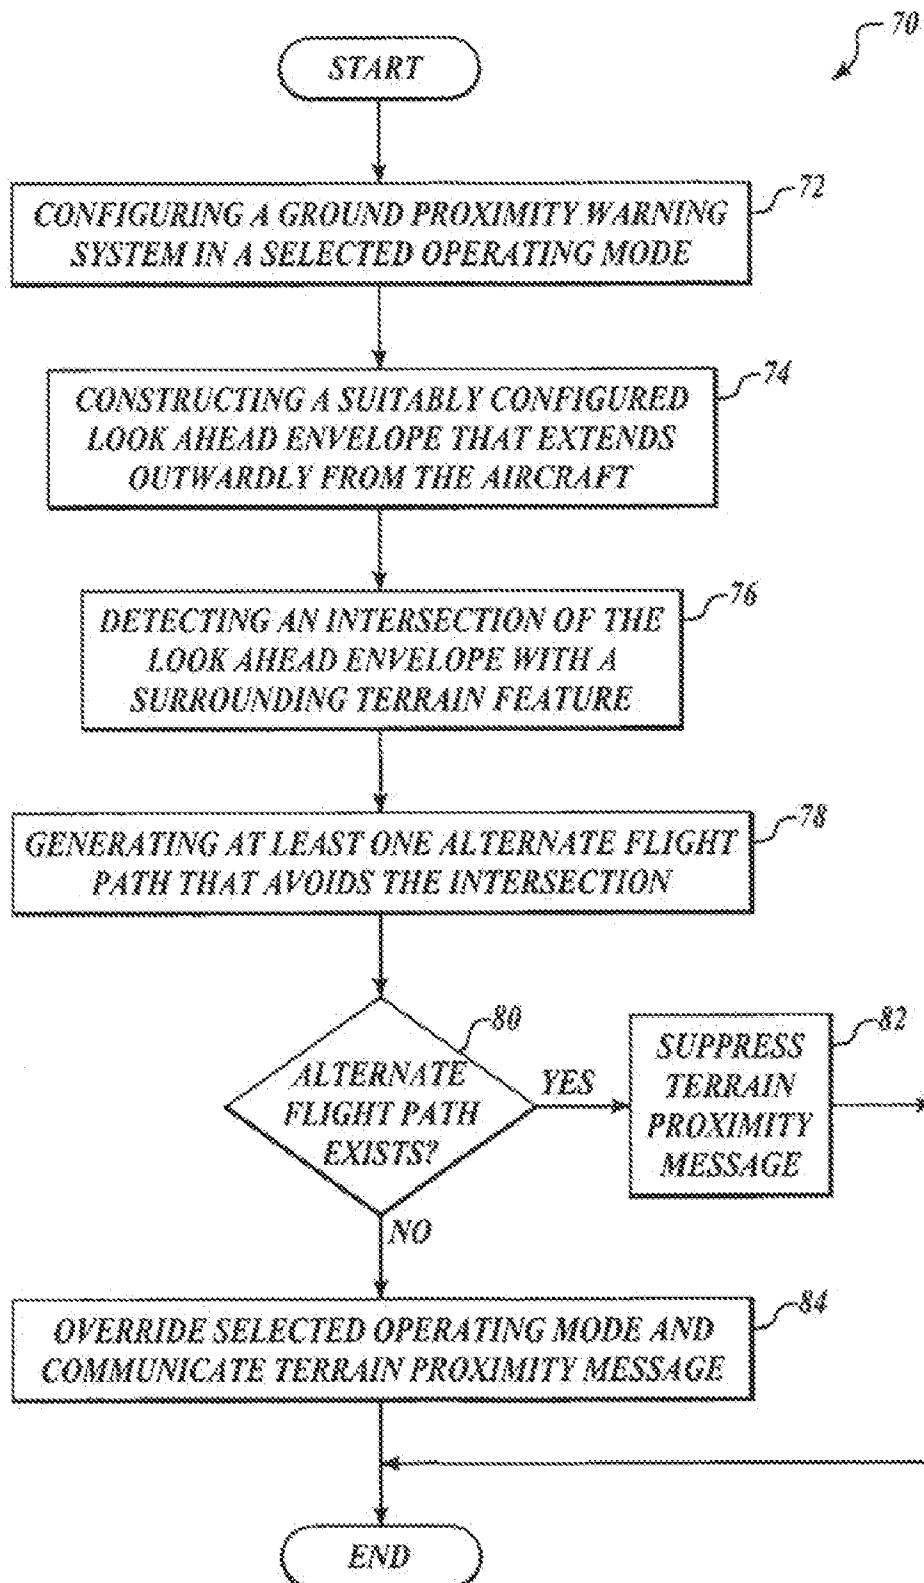 70
START
72
CONFIGURING A GROUND PROXIMITY WARNING
SYSTEM IN A SELECTED OPERATING MODE
74
CONSTRUCTING A SUITABLY CONFIGURED
LOOK AHEAD ENVELOPE THAT EXTENDS
OUTWARDLY FROM THE AIRCRAFT
76
DETECTING AN INTERSECTION OF THE
LOOK AHEAD ENVELOPE WITH A
SURROUNDING TERRAIN FEATURE
78
GENERATING AT LEAST ONE ALTERNATE FLIGHT
PATH THAT AVOIDS THE INTERSECTION
80
ALTERNATE
FLIGHT PATH
EXISTS?
YES
82
SUPPRESS
TERRAIN
PROXIMITY
MESSAGE
NO
84
OVERRIDE SELECTED OPERATING MODE AND
COMMUNICATE TERRAIN PROXIMITY MESSAGE
END